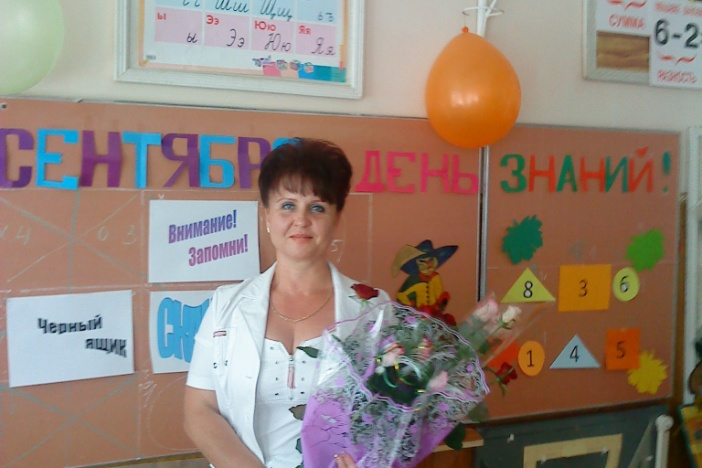 Ээ Юю Яя
ы Ээ Юю Яя
СУММА
6-2
РАЗНОСТЬ
СЕНТЯБРЯ ДЕНЬ ЗНАНИЙ!
Внимание!
Запомни!
Черный
ящик
8 3 6
1 4 5